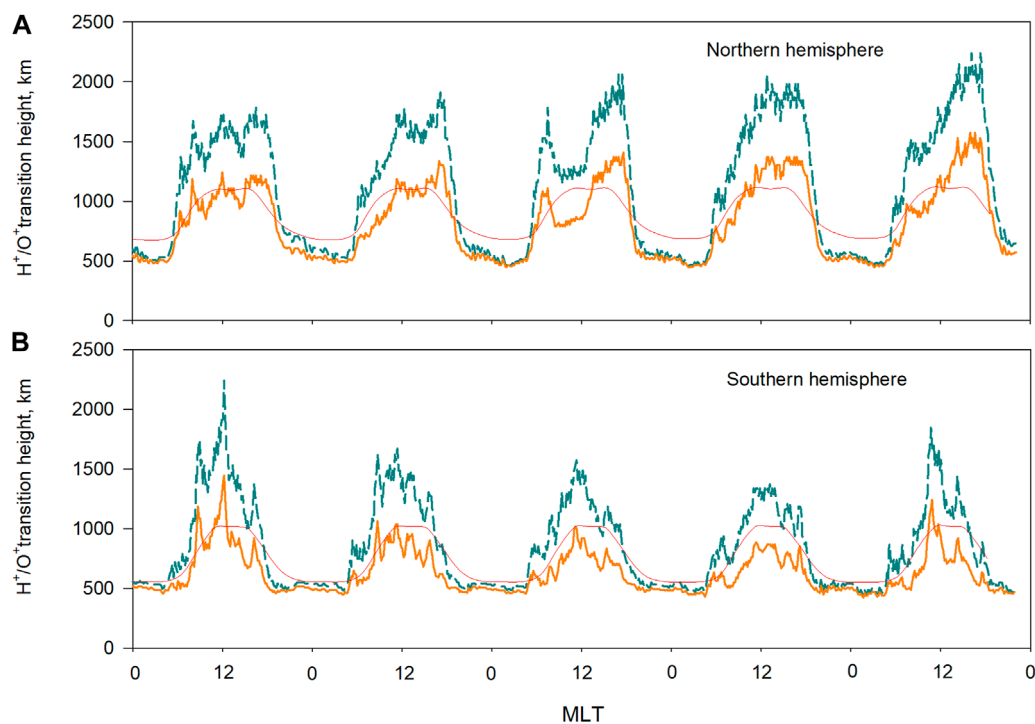 A
2500
2000
1500
1000
500
0
H⁺/O⁺transition height, km
Northern hemisphere
B
2500
2000
1500
1000
500
0
H⁺/O⁺transition height, km
Southern hemisphere
0 12 0 12 0 12 0 12 0 12 0
MLT